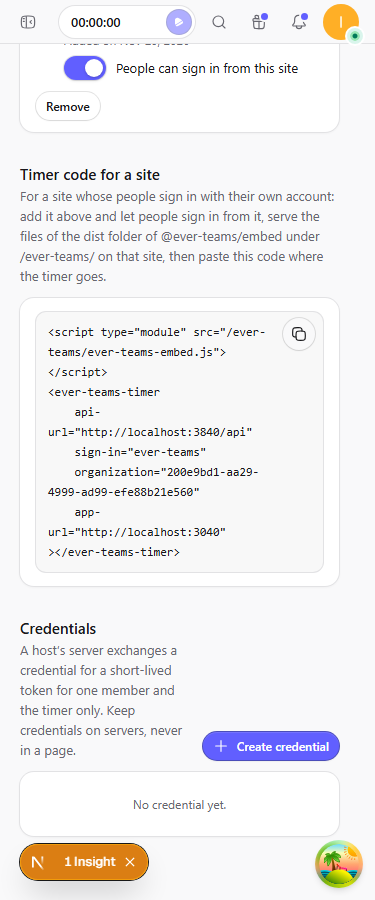 00:00:00
I
People can sign in from this site
Remove
Timer code for a site
For a site whose people sign in with their own account:
add it above and let people sign in from it, serve the
files of the dist folder of @ever-teams/embed under
/ever-teams/ on that site, then paste this code where
the timer goes.
<script type="module" src="/ever-
teams/ever-teams-embed.js">
</script>
<ever-teams-timer
api-
url="http://localhost:3840/api"
sign-in="ever-teams"
organization="200e9bd1-aa29-
4999-ad99-efe88b21e560"
app-
url="http://localhost:3040"
></ever-teams-timer>
Credentials
A host's server exchanges a
credential for a short-lived
token for one member and
the timer only. Keep
credentials on servers, never
in a page.
Create credential
No credential yet.
N
1 Insight